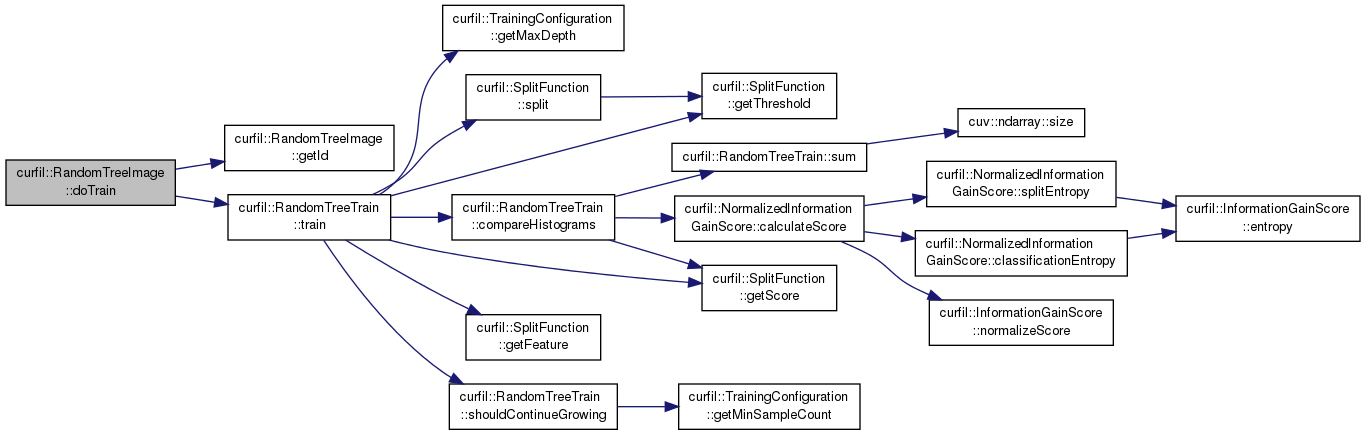 curfil::RandomTreeImage
::doTrain
curfil::RandomTreeImage
::getId
curfil::RandomTreeTrain
::train
curfil::TrainingConfiguration
::getMaxDepth
curfil::SplitFunction
::split
curfil::RandomTreeTrain
::compareHistograms
curfil::SplitFunction
::getFeature
curfil::RandomTreeTrain
::shouldContinueGrowing
curfil::SplitFunction
::getThreshold
curfil::RandomTreeTrain::sum
curfil::NormalizedInformation
GainScore::calculateScore
curfil::SplitFunction
::getScore
curfil::TrainingConfiguration
::getMinSampleCount
cuv::ndarray::size
curfil::NormalizedInformation
GainScore::splitEntropy
curfil::NormalizedInformation
GainScore::classificationEntropy
curfil::InformationGainScore
::normalizeScore
curfil::InformationGainScore
::entropy